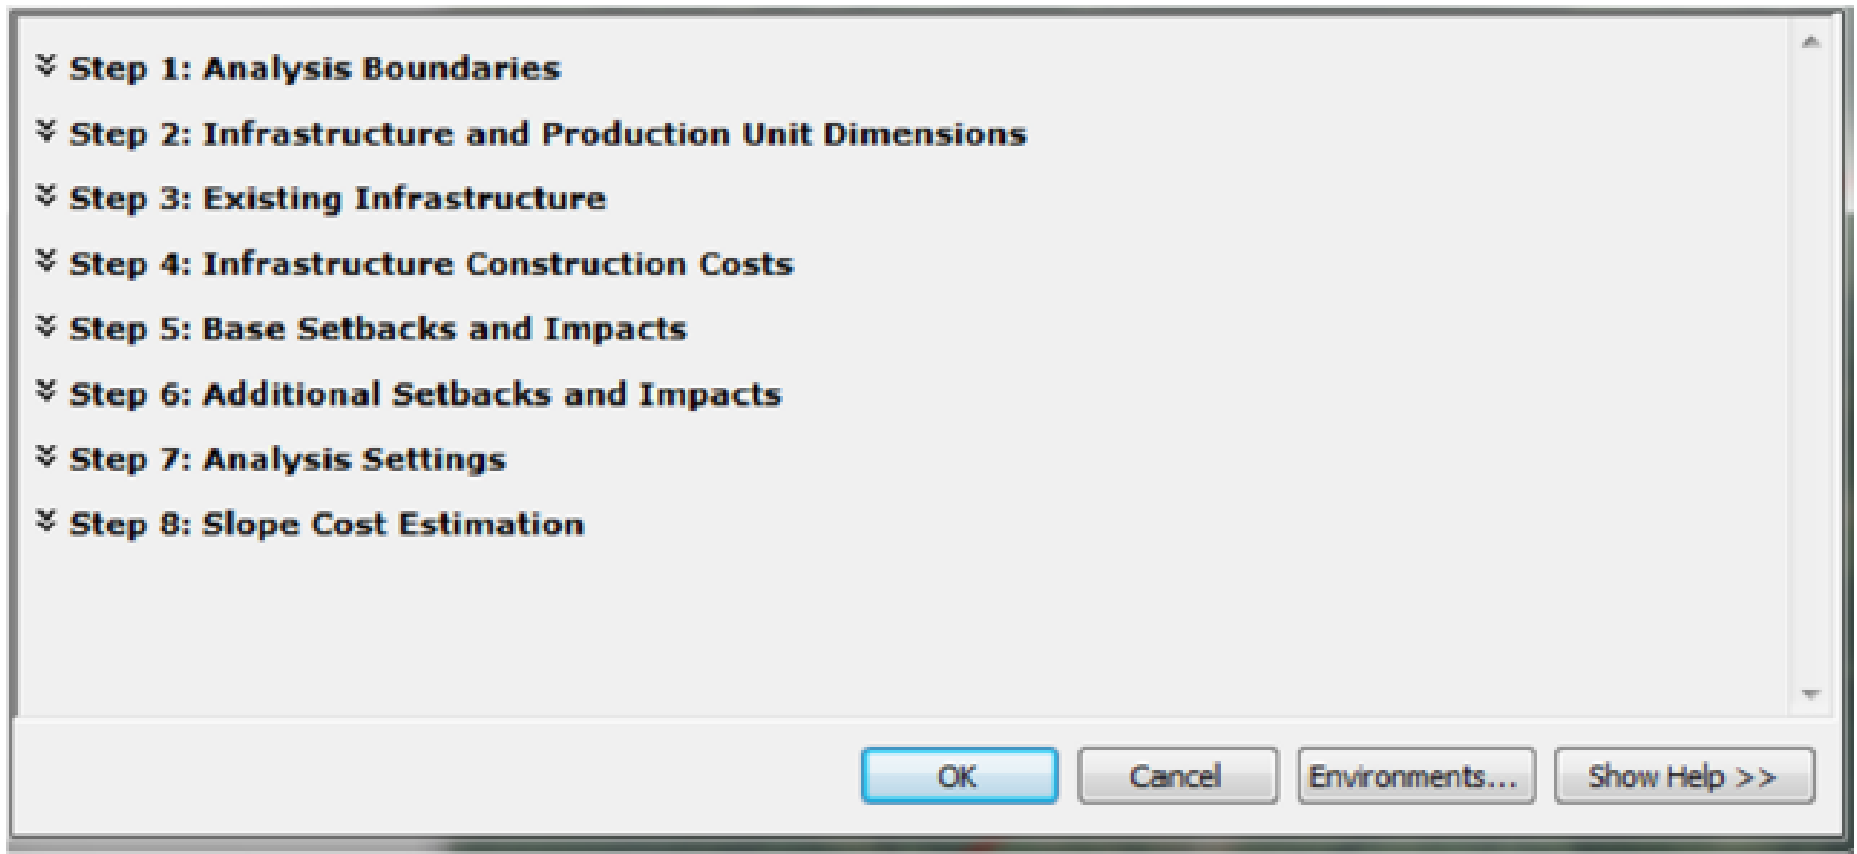 Step 1: Analysis Boundaries
Step 2: Infrastructure and Production Unit Dimensions
Step 3: Existing Infrastructure
Step 4: Infrastructure Construction Costs
Step 5: Base Setbacks and Impacts
Step 6: Additional Setbacks and Impacts
Step 7: Analysis Settings
Step 8: Slope Cost Estimation
OK Cancel Environments... Show Help >>